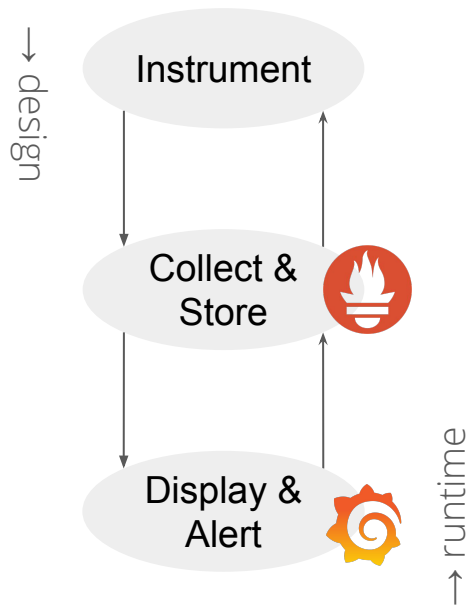 → design
Instrument
Collect &
Store
Display &
Alert
→ runtime